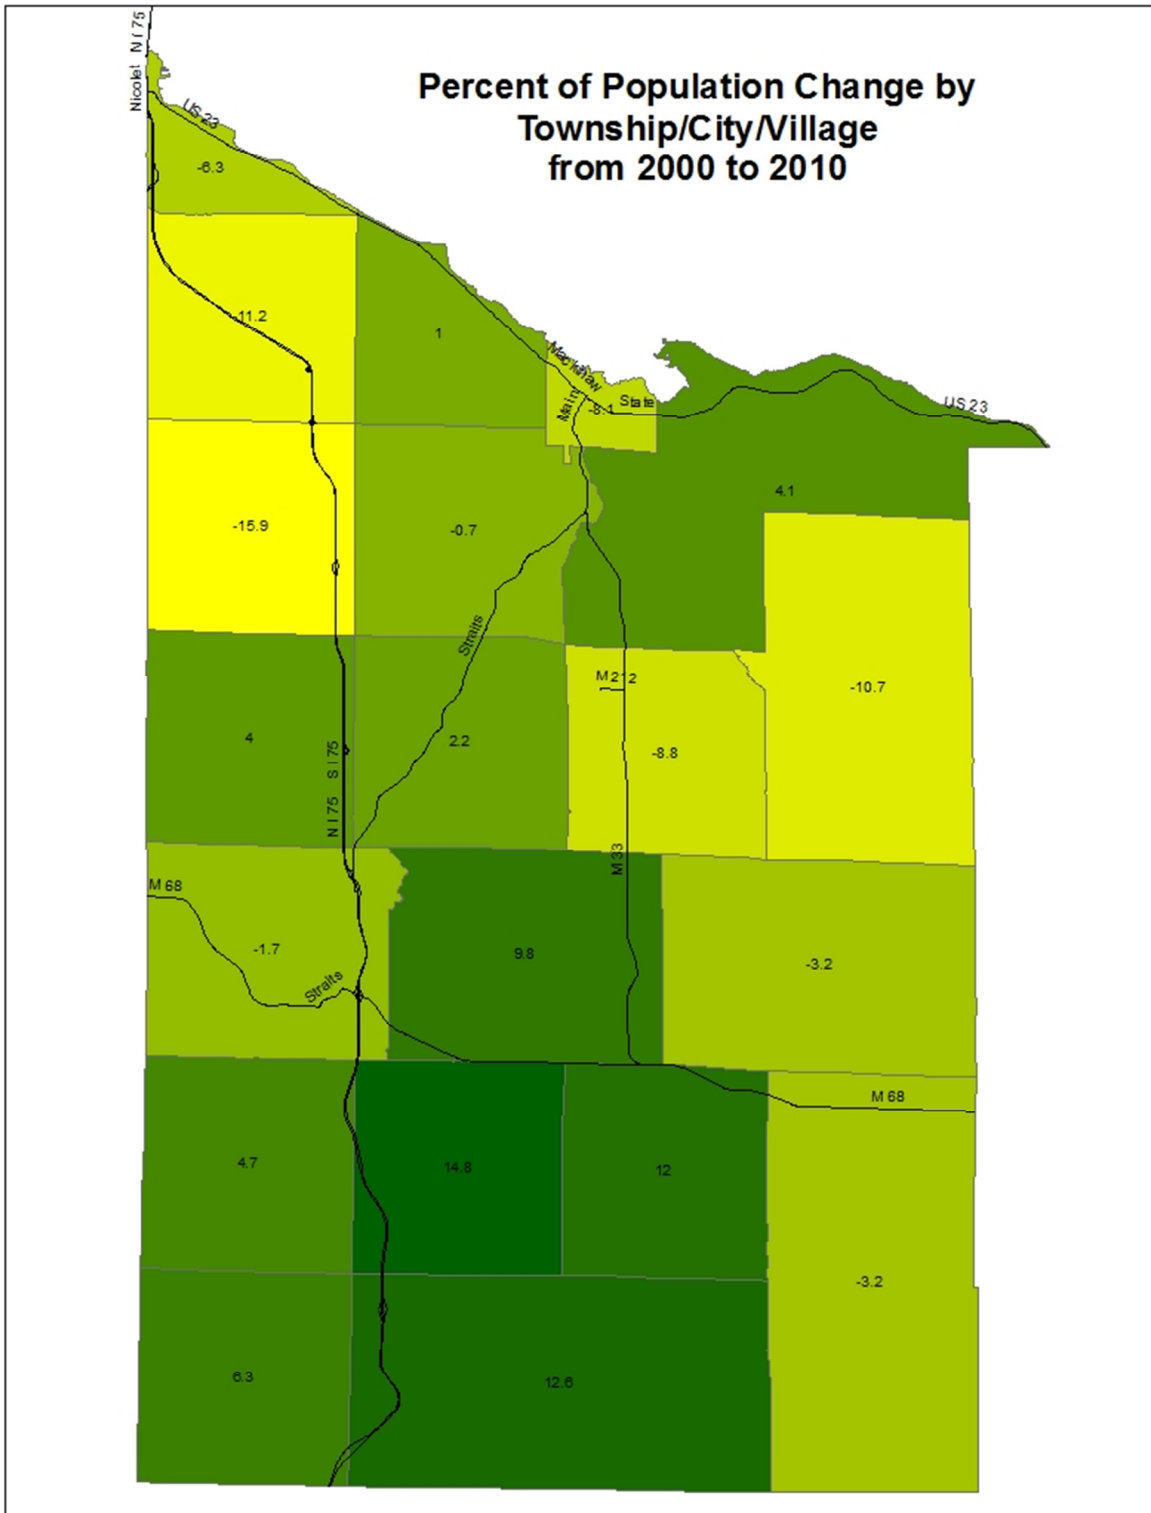 Nicolet N I 75
Percent of Population Change by
Township/City/Village
from 2000 to 2010
US 23
-6.3
-11.2
1
Mackinaw
Main
-8.1
State
US 23
4.1
-15.9
-0.7
Straits
M 212
-10.7
4
2.2
-8.8
N I 75 S I 75
M 33
M 68
-1.7
9.8
-3.2
Straits
M 68
4.7
14.8
12
-3.2
6.3
12.6